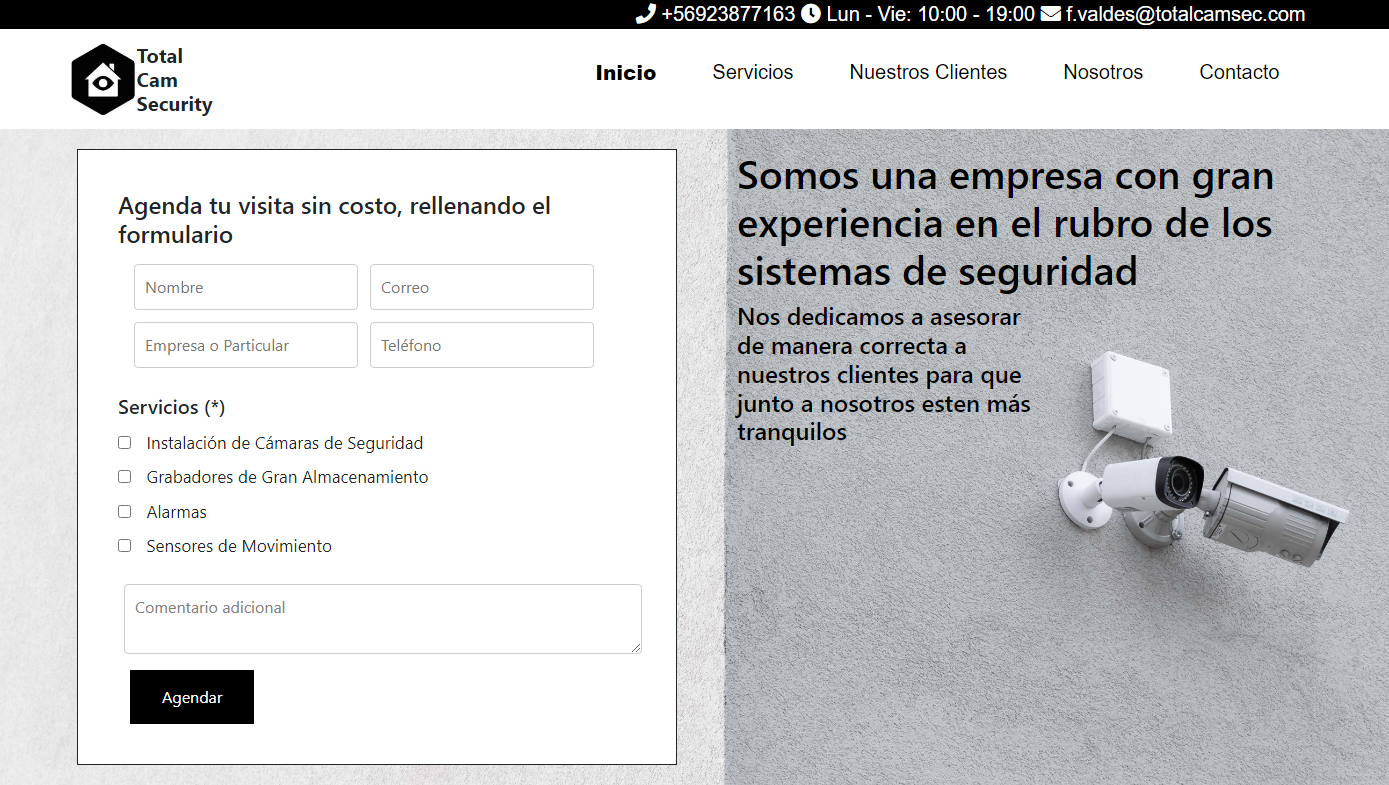 +56923877163 Lun - Vie: 10:00 - 19:00 f.valdes@totalcamsec.com
Total
Cam
Security
Inicio Servicios Nuestros Clientes Nosotros Contacto
Agenda tu visita sin costo, rellenando el
formulario
Nombre Correo
Empresa o Particular Teléfono
Servicios (*)
Instalación de Cámaras de Seguridad
Grabadores de Gran Almacenamiento
Alarmas
Sensores de Movimiento
Comentario adicional
Agendar
Somos una empresa con gran
experiencia en el rubro de los
sistemas de seguridad
Nos dedicamos a asesorar
de manera correcta a
nuestros clientes para que
junto a nosotros esten más
tranquilos